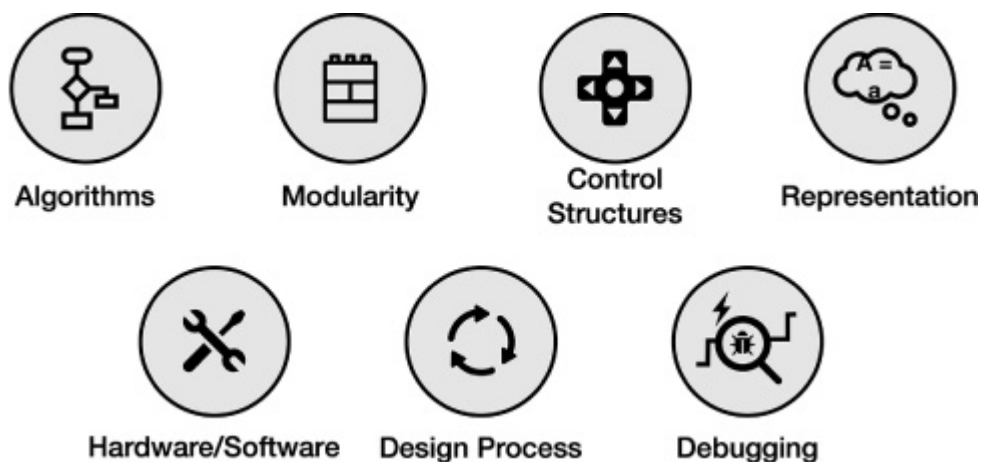 A =
a
Algorithms
Modularity
Control
Structures
Representation
Hardware/Software
Design Process
Debugging